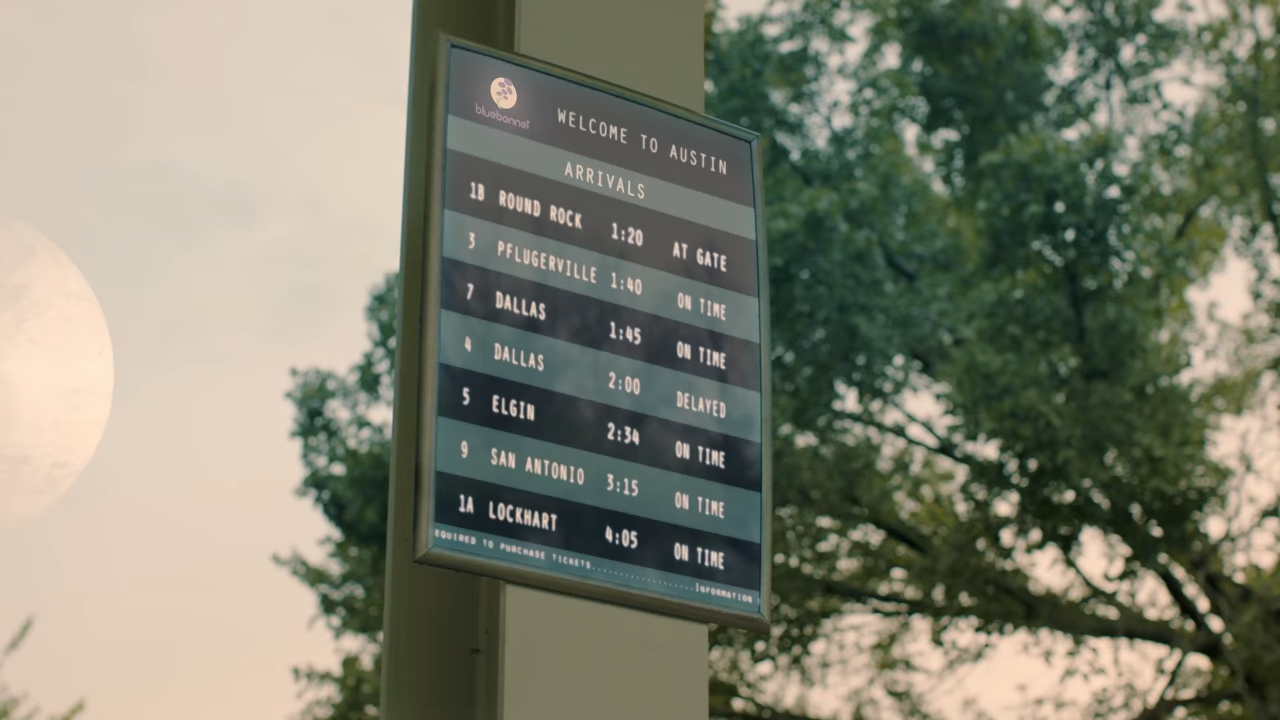 bluebonnet
WELCOME TO AUSTIN
ARRIVALS
1B ROUND ROCK 1:20 AT GATE
3 PFLUGERVILLE 1:40 ON TIME
7 DALLAS 1:45 ON TIME
4 DALLAS 2:00 DELAYED
5 ELGIN 2:34 ON TIME
9 SAN ANTONIO 3:15 ON TIME
1A LOCKHART 4:05 ON TIME
EQUIRED TO PURCHASE TICKETS......................INFORMATION